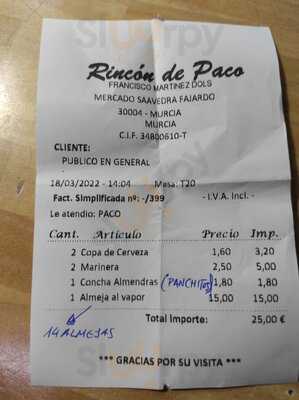 Sluurpy
Rincón de Paco
FRANCISCO MARTINEZ DOLS
MERCADO SAAVEDRA FAJARDO
30004 - MURCIA
MURCIA
C.I.F. 34800610-T
CLIENTE:
PUBLICO EN GENERAL
18/03/2022 - 14:04 Mesa: T20
Fact. Simplificada nº: -/399 - I.V.A. Incl. -
Le atendio: PACO
Cant. Artículo Precio Imp.
2 Copa de Cerveza 1,60 3,20
2 Marinera 2,50 5,00
1 Concha Almendras (PANCHITOS) 1,80 1,80
1 Almeja al vapor 15,00 15,00
Total Importe: 25,00 €
14 ALMEJAS
*** GRACIAS POR SU VISITA ***